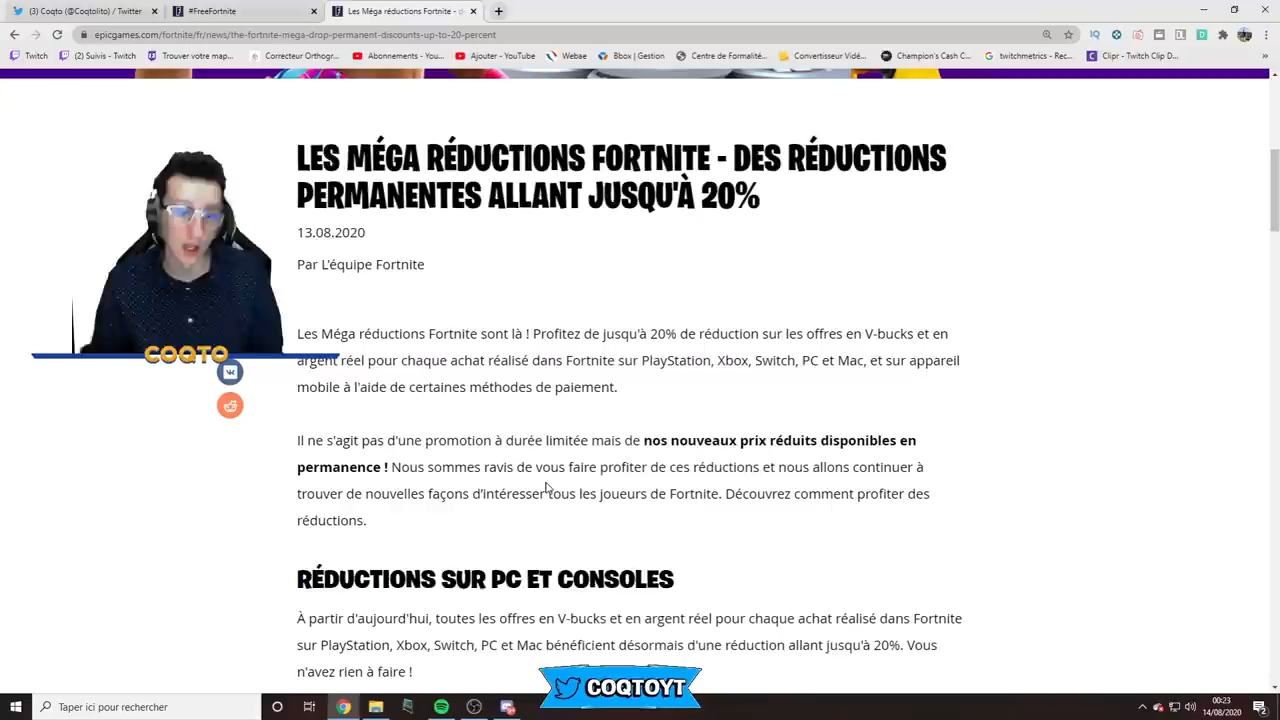 (3) Coqto (@Coqtolito) / Twitter
#FreeFortnite
Les Méga réductions Fortnite - de
epicgames.com/fortnite/fr/news/the-fortnite-mega-drop-permanent-discounts-up-to-20-percent
Twitch
(2) Suivis - Twitch
Trouver votre map...
Correcteur Orthogr...
Abonnements - You...
Ajouter - YouTube
Webae
Bbox | Gestion
Centre de Formalité...
Convertisseur Vidé...
Champion's Cash C...
twitchmetrics - Rec...
Clipr - Twitch Clip D...
LES MÉGA RÉDUCTIONS FORTNITE - DES RÉDUCTIONS
PERMANENTES ALLANT JUSQU'À 20%
13.08.2020
Par L'équipe Fortnite
Les Méga réductions Fortnite sont là ! Profitez de jusqu'à 20% de réduction sur les offres en V-bucks et en
argent réel pour chaque achat réalisé dans Fortnite sur PlayStation, Xbox, Switch, PC et Mac, et sur appareil
mobile à l'aide de certaines méthodes de paiement.
COQTO
Il ne s'agit pas d'une promotion à durée limitée mais de nos nouveaux prix réduits disponibles en
permanence ! Nous sommes ravis de vous faire profiter de ces réductions et nous allons continuer à
trouver de nouvelles façons d'intéresser tous les joueurs de Fortnite. Découvrez comment profiter des
réductions.
RÉDUCTIONS SUR PC ET CONSOLES
À partir d'aujourd'hui, toutes les offres en V-bucks et en argent réel pour chaque achat réalisé dans Fortnite
sur PlayStation, Xbox, Switch, PC et Mac bénéficient désormais d'une réduction allant jusqu'à 20%. Vous
n'avez rien à faire !
COQTOYT
Taper ici pour rechercher
00:23
14/08/2020